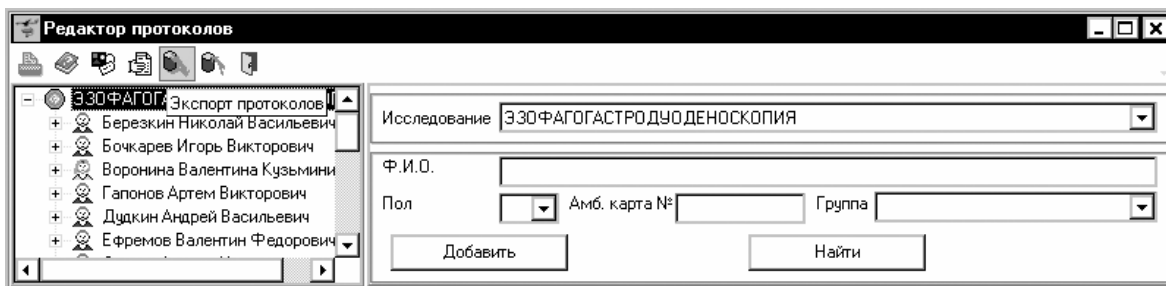 Редактор протоколов
ЭЗОФАГОГА
Экспорт протоколов
Березкин Николай Васильевич
Бочкарев Игорь Викторович
Воронина Валентина Кузьмини
Гапонов Артем Викторович
Дудкин Андрей Васильевич
Ефремов Валентин Федорович
Исследование ЭЗОФАГОГАСТРОДУОДЕНОСКОПИЯ
Ф.И.О.
Пол Амб. карта № Группа
Добавить Найти